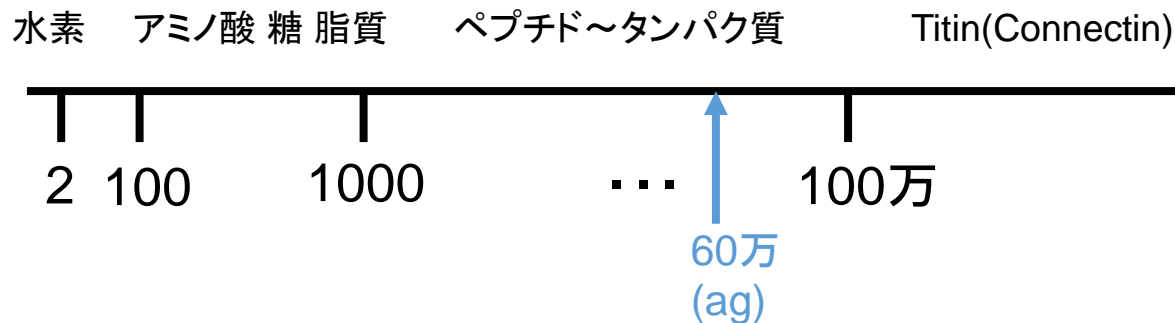 水素 アミノ酸 糖 脂質 ペプチド～タンパク質 Titin(Connectin)
2 100 1000 … 100万
60万
(ag)